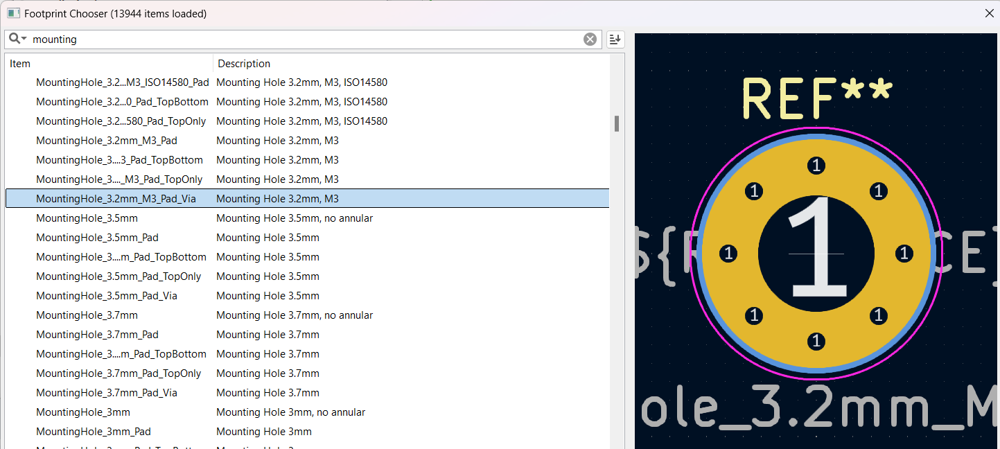 Footprint Chooser (13944 items loaded)
mounting
Item Description
MountingHole_3.2...M3_ISO14580_Pad Mounting Hole 3.2mm, M3, ISO14580
MountingHole_3.2...0_Pad_TopBottom Mounting Hole 3.2mm, M3, ISO14580
MountingHole_3.2...580_Pad_TopOnly Mounting Hole 3.2mm, M3, ISO14580
MountingHole_3.2mm_M3_Pad Mounting Hole 3.2mm, M3
MountingHole_3....3_Pad_TopBottom Mounting Hole 3.2mm, M3
MountingHole_3...._M3_Pad_TopOnly Mounting Hole 3.2mm, M3
MountingHole_3.2mm_M3_Pad_Via Mounting Hole 3.2mm, M3
MountingHole_3.5mm Mounting Hole 3.5mm, no annular
MountingHole_3.5mm_Pad Mounting Hole 3.5mm
MountingHole_3....m_Pad_TopBottom Mounting Hole 3.5mm
MountingHole_3.5mm_Pad_TopOnly Mounting Hole 3.5mm
MountingHole_3.5mm_Pad_Via Mounting Hole 3.5mm
MountingHole_3.7mm Mounting Hole 3.7mm, no annular
MountingHole_3.7mm_Pad Mounting Hole 3.7mm
MountingHole_3....m_Pad_TopBottom Mounting Hole 3.7mm
MountingHole_3.7mm_Pad_TopOnly Mounting Hole 3.7mm
MountingHole_3.7mm_Pad_Via Mounting Hole 3.7mm
MountingHole_3mm Mounting Hole 3mm, no annular
MountingHole_3mm_Pad Mounting Hole 3mm
REF**
1
1 1
1 1 1
1 1
1
ole_3.2mm_M